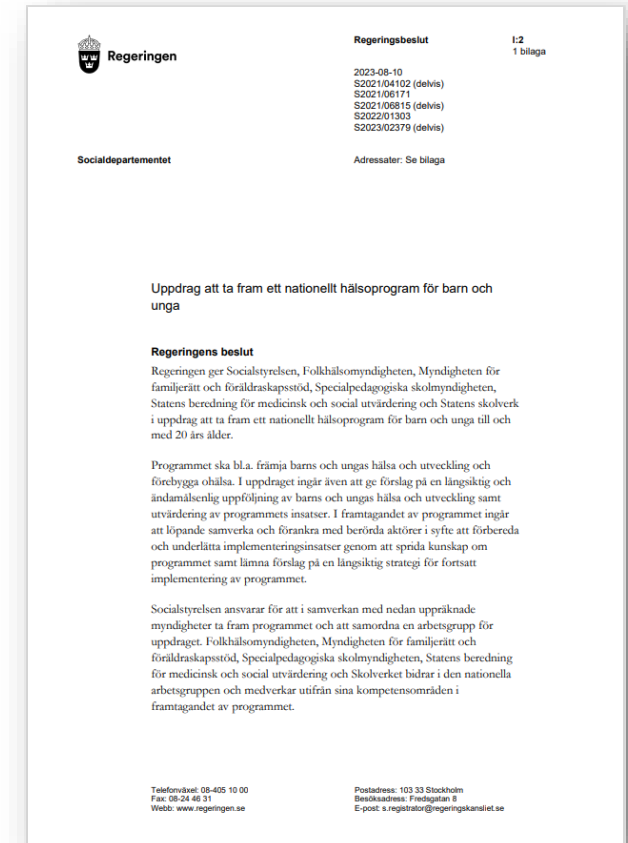 Regeringen
Regeringsbeslut
I:2
1 bilaga
2023-08-10
S2021/04102 (delvis)
S2021/06171
S2021/06815 (delvis)
S2022/01303
S2023/02379 (delvis)
Socialdepartementet
Adressater: Se bilaga
Uppdrag att ta fram ett nationellt hälsoprogram för barn och
unga
Regeringens beslut
Regeringen ger Socialstyrelsen, Folkhälsomyndigheten, Myndigheten för
familjerätt och föräldraskapsstöd, Specialpedagogiska skolmyndigheten,
Statens beredning för medicinsk och social utvärdering och Statens skolverk
i uppdrag att ta fram ett nationellt hälsoprogram för barn och unga till och
med 20 års ålder.
Programmet ska bl.a. främja barns och ungas hälsa och utveckling och
förebygga ohälsa. I uppdraget ingår även att ge förslag på en långsiktig och
ändamålsenlig uppföljning av barns och ungas hälsa och utveckling samt
utvärdering av programmets insatser. I framtagandet av programmet ingår
att löpande samverka och förankra med berörda aktörer i syfte att förbereda
och underlätta implementeringsinsatser genom att sprida kunskap om
programmet samt lämna förslag på en långsiktig strategi för fortsatt
implementering av programmet.
Socialstyrelsen ansvarar för att i samverkan med nedan uppräknade
myndigheter ta fram programmet och att samordna en arbetsgrupp för
uppdraget. Folkhälsomyndigheten, Myndigheten för familjerätt och
föräldraskapsstöd, Specialpedagogiska skolmyndigheten, Statens beredning
för medicinsk och social utvärdering och Skolverket bidrar i den nationella
arbetsgruppen och medverkar utifrån sina kompetensområden i
framtagandet av programmet.
Telefonväxel: 08-405 10 00
Fax: 08-24 46 31
Webb: www.regeringen.se
Postadress: 103 33 Stockholm
Besöksadress: Fredsgatan 8
E-post: s.registrator@regeringskansliet.se